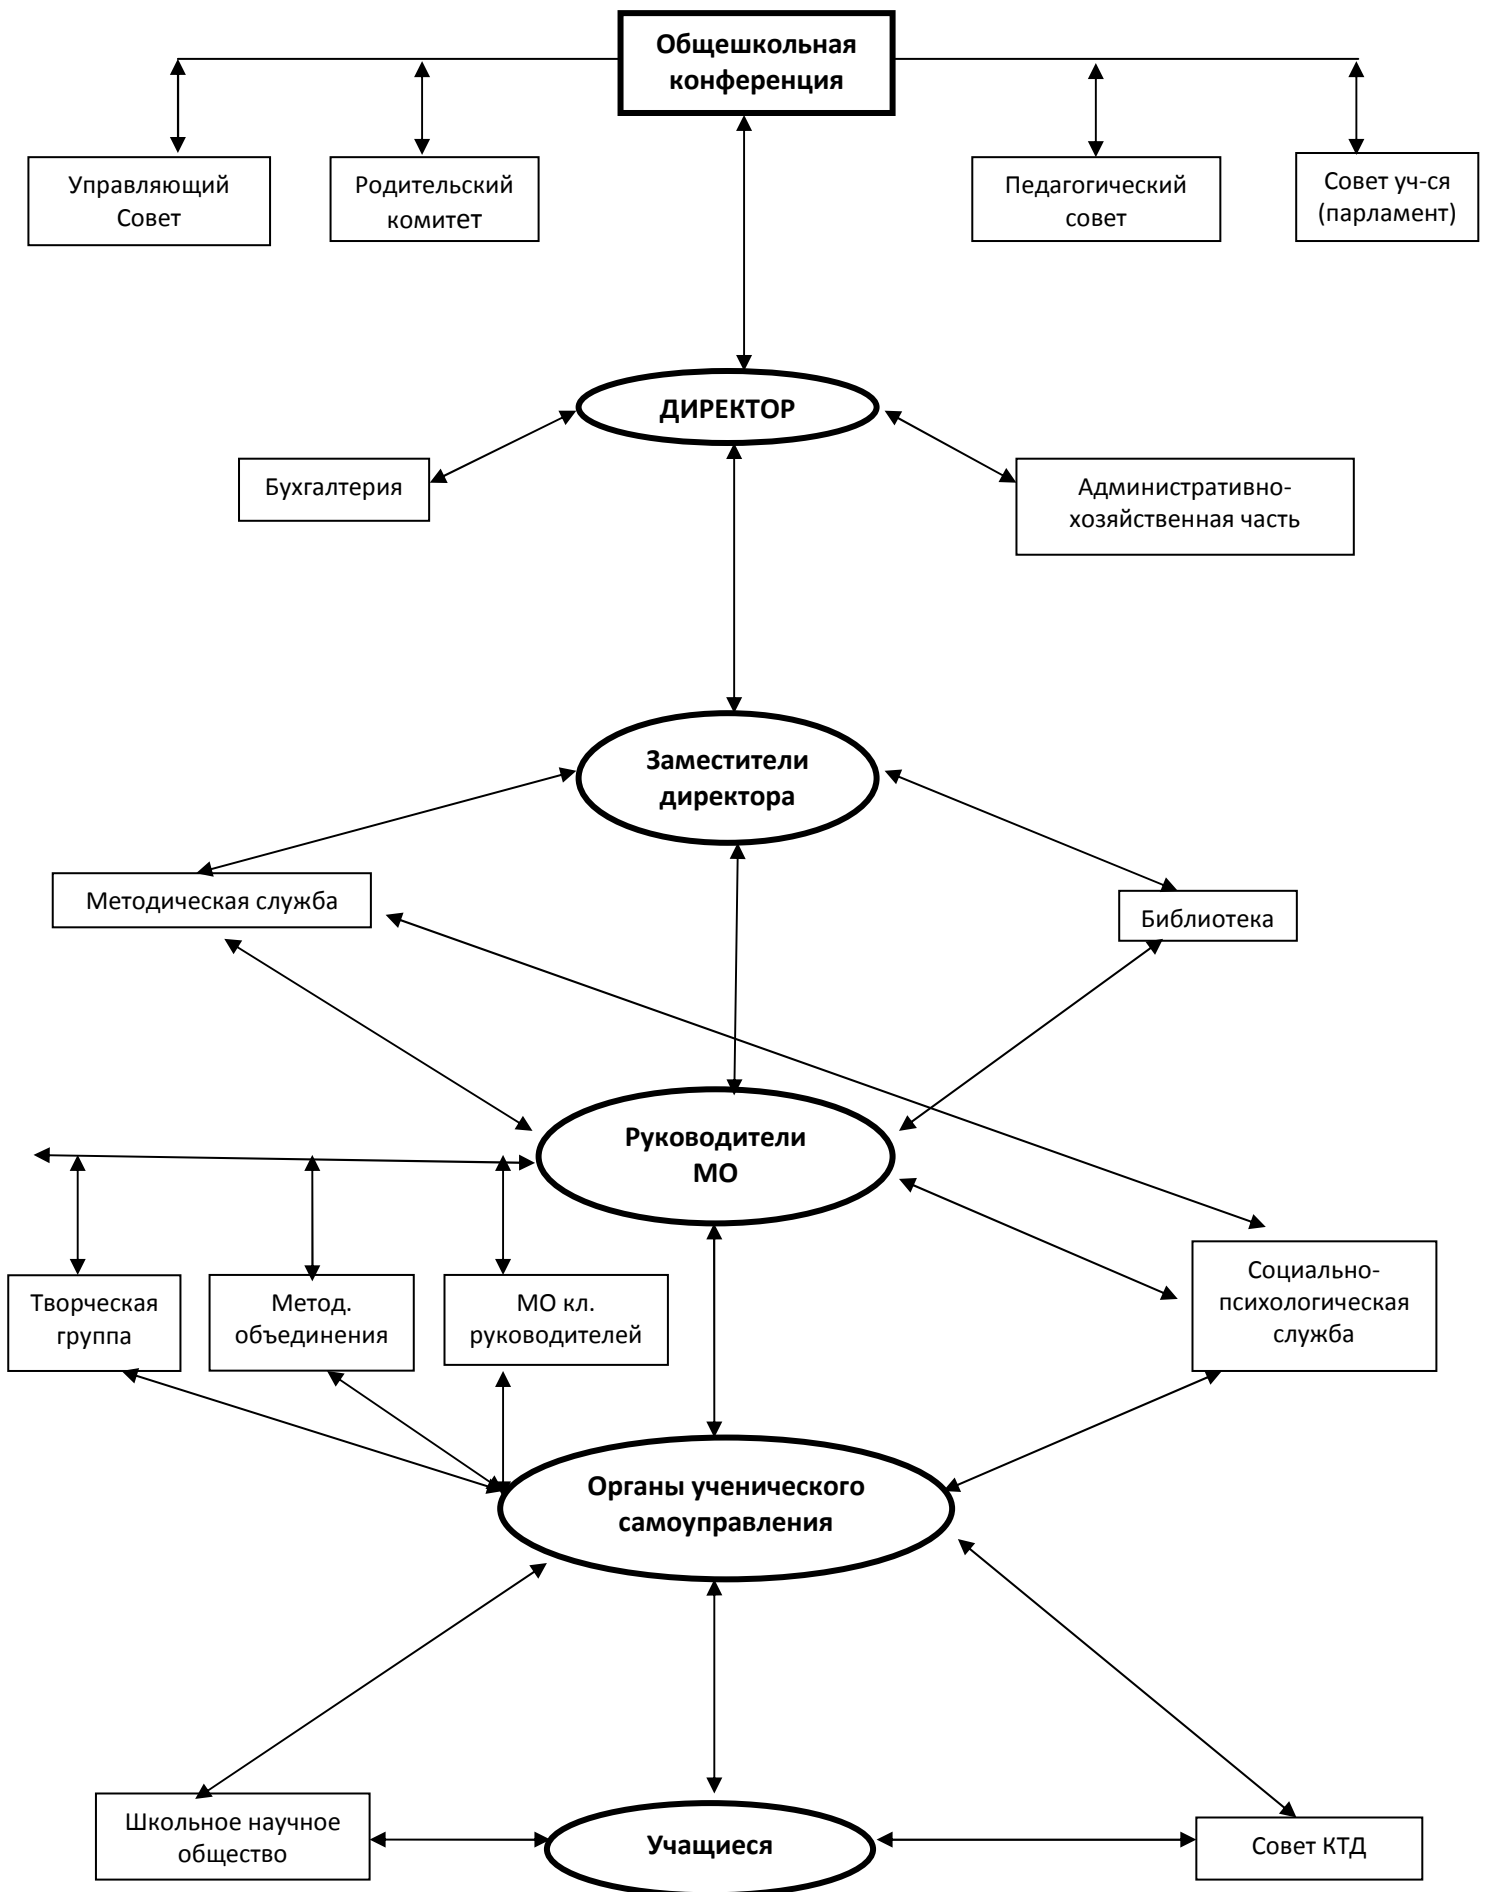 Общешкольная
конференция
Управляющий
Совет
Родительский
комитет
Педагогический
совет
Совет уч-ся
(парламент)
ДИРЕКТОР
Бухгалтерия
Административно-
хозяйственная часть
Заместители
директора
Методическая служба
Библиотека
Руководители
МО
Творческая
группа
Метод.
объединения
МО кл.
руководителей
Социально-
психологическая
служба
Органы ученического
самоуправления
Школьное научное
общество
Учащиеся
Совет КТД